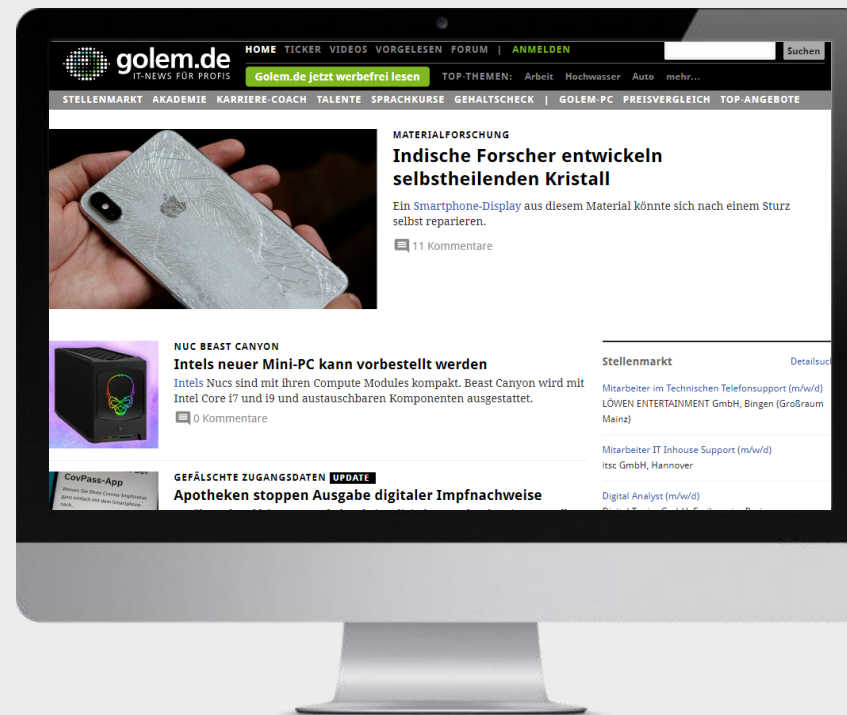 golem.de
IT-NEWS FÜR PROFIS
HOME TICKER VIDEOS VORGELESEN FORUM | ANMELDEN
Suchen
Golem.de jetzt werbefrei lesen
TOP-THEMEN: Arbeit Hochwasser Auto mehr...
STELLENMARKT AKADEMIE KARRIERE-COACH TALENTE SPRACHKURSE GEHALTSCHECK | GOLEM-PC PREISVERGLEICH TOP-ANGEBOTE
MATERIALFORSCHUNG
Indische Forscher entwickeln
selbstheilenden Kristall
Ein Smartphone-Display aus diesem Material könnte sich nach einem Sturz
selbst reparieren.
11 Kommentare
NUC BEAST CANYON
Intels neuer Mini-PC kann vorbestellt werden
Intels Nucs sind mit ihren Compute Modules kompakt. Beast Canyon wird mit
Intel Core i7 und i9 und austauschbaren Komponenten ausgestattet.
0 Kommentare
CovPass-App
GEFÄLSCHTE ZUGANGSDATEN UPDATE
Apotheken stoppen Ausgabe digitaler Impfnachweise
Stellenmarkt
Detailsuch
Mitarbeiter im Technischen Telefonsupport (m/w/d)
LÖWEN ENTERTAINMENT GmbH, Bingen (Großraum
Mainz)
Mitarbeiter IT Inhouse Support (m/w/d)
itsc GmbH, Hannover
Digital Analyst (m/w/d)